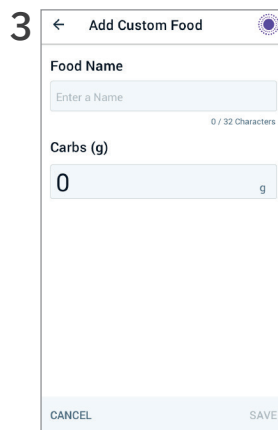 3
← Add Custom Food
Food Name
Enter a Name
0 / 32 Characters
Carbs (g)
0 g
CANCEL SAVE